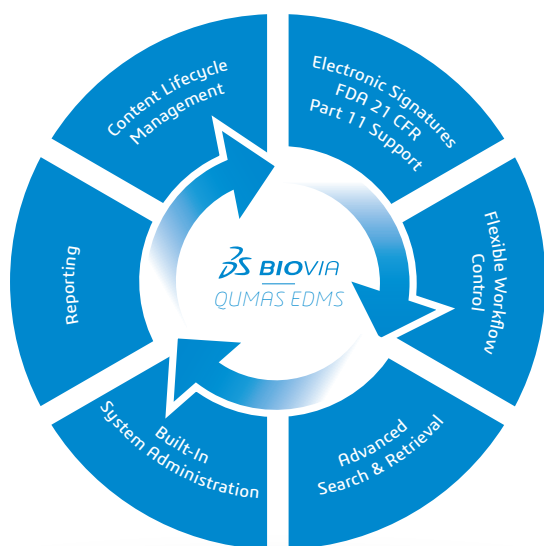 Content Lifecycle
Management
Electronic Signatures
FDA 21 CFR
Part 11 Support
Flexible Workflow
Control
Advanced
Search & Retrieval
Built-In
System Administration
Reporting
3DS BIOVIA
QUMAS EDMS